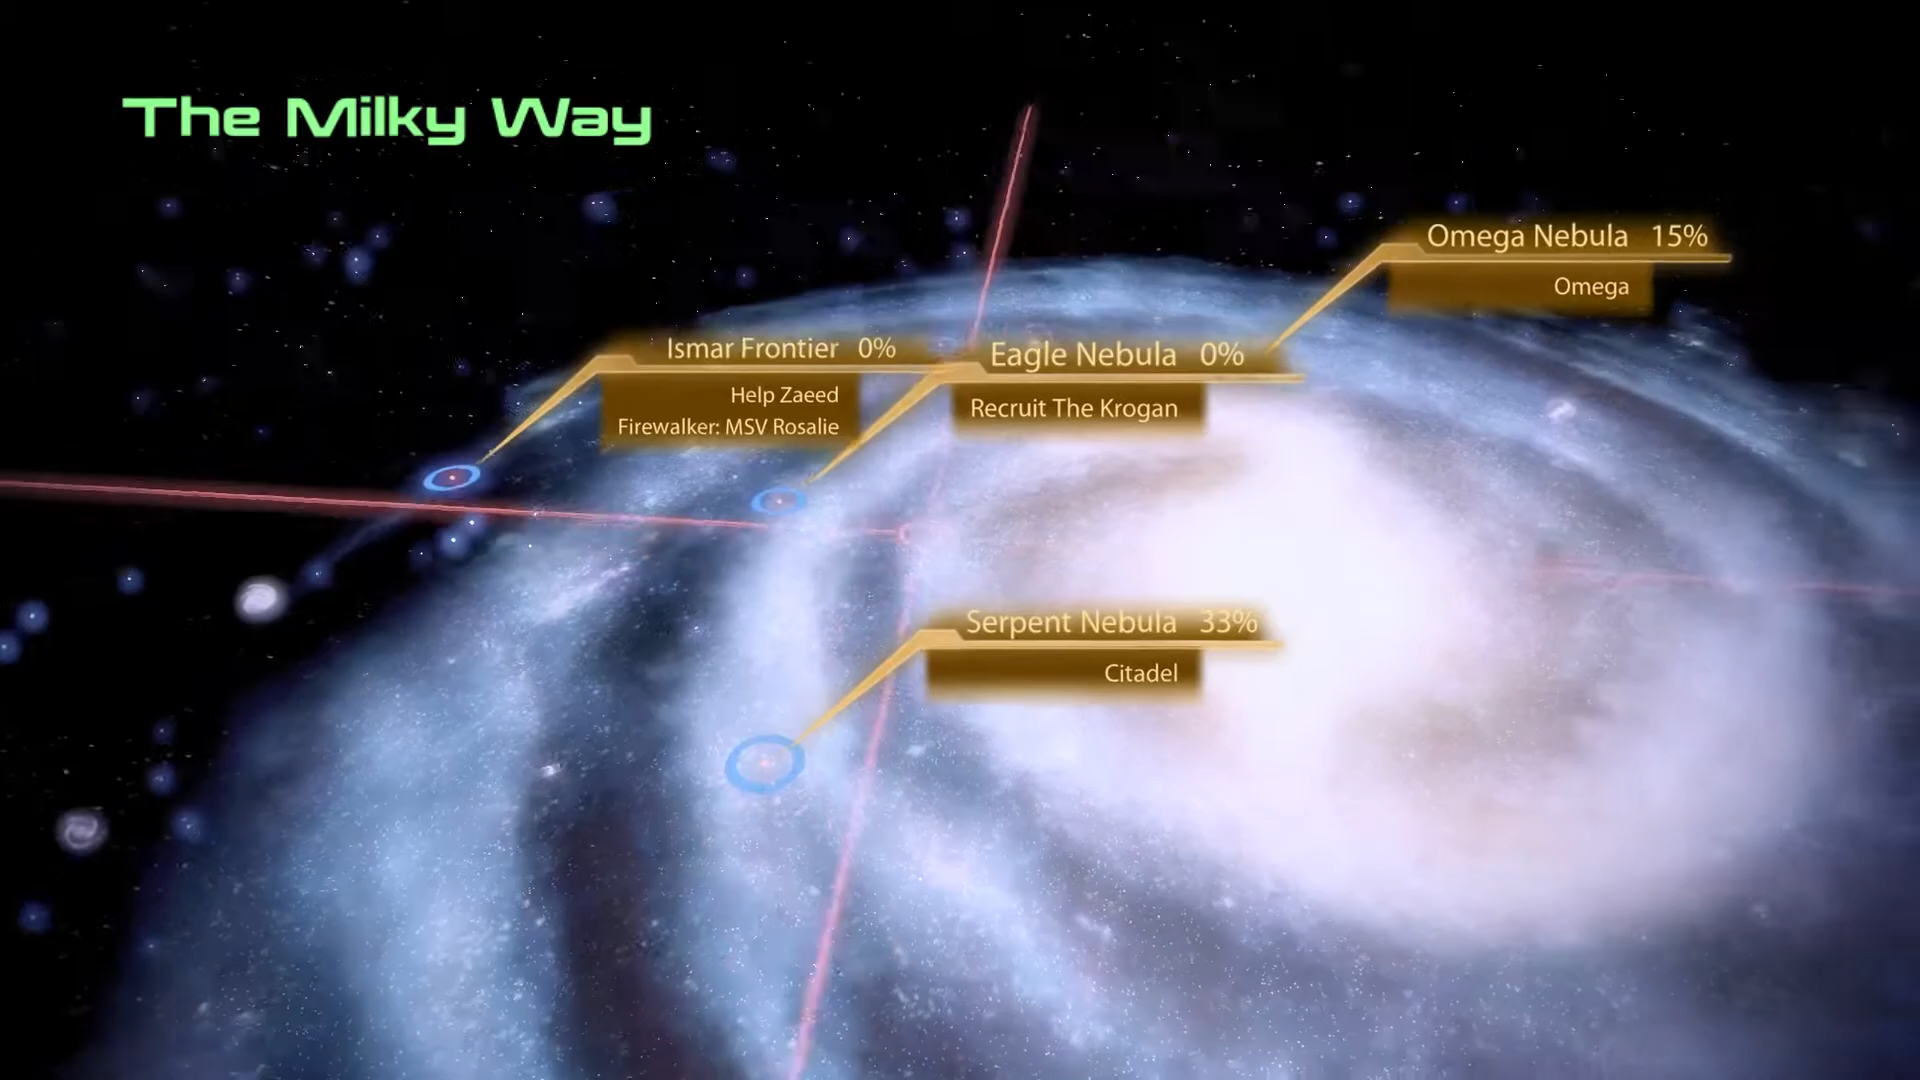 The Milky Way
Omega Nebula 15%
Omega
Ismar Frontier 0%
Help Zaeed
Firewalker: MSV Rosalie
Eagle Nebula 0%
Recruit The Krogan
Serpent Nebula 33%
Citadel